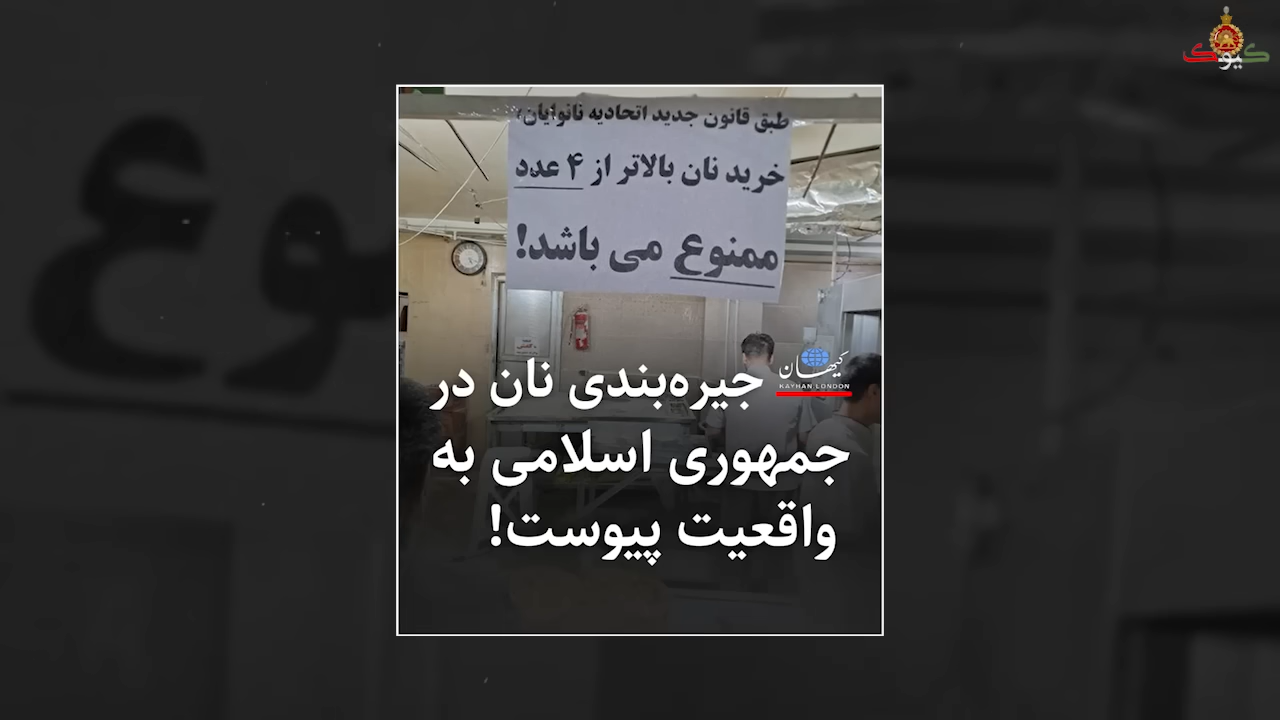 کیوک
طبق قانون جدید اتحادیه نانوایان،
خرید نان بالاتر از ۴ عدد
ممنوع می باشد!
کیهان
KAYHAN LONDON
جیره‌بندی نان در
جمهوری اسلامی به
واقعیت پیوست!